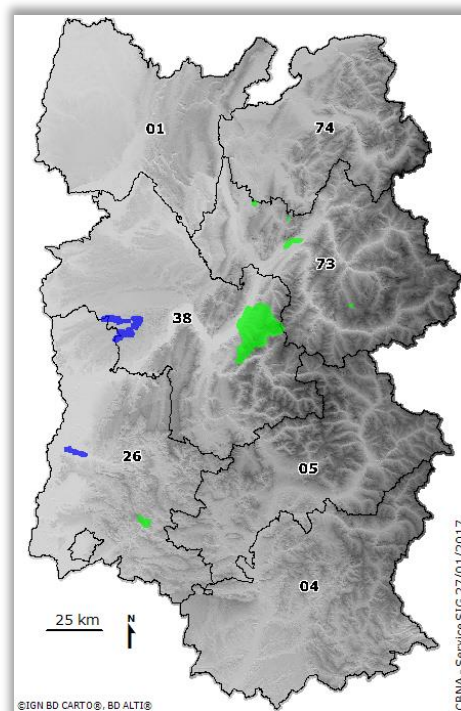 01
74
73
38
26
05
04
25 km
N
©IGN BD CARTO®, BD ALTI®
CBNA - Service SIG 27/01/2017